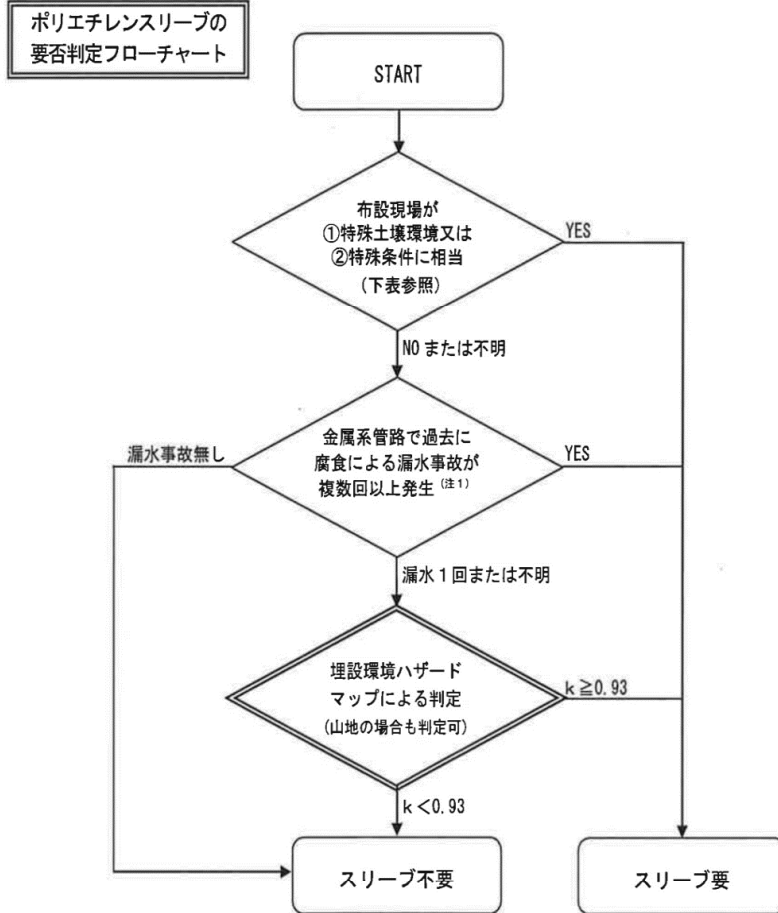 ポリエチレンスリーブの
要否判定フローチャート
START
布設現場が
①特殊土壌環境又は
②特殊条件に相当
(下表参照)
YES
NO または不明
金属系管路で過去に
腐食による漏水事故が
複数回以上発生(注1)
漏水事故無し
YES
漏水1回または不明
埋設環境ハザード
マップによる判定
(山地の場合も判定可)
k≧0.93
k<0.93
スリーブ不要
スリーブ要